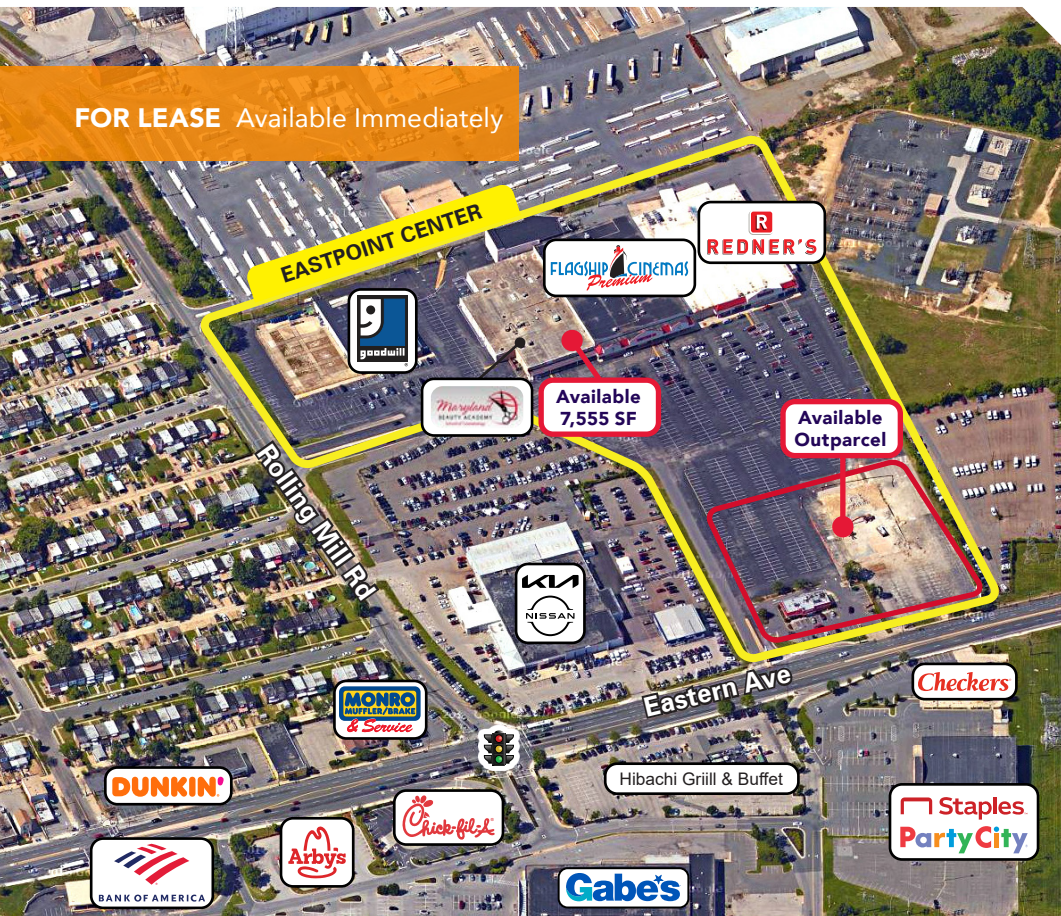 FOR LEASE Available Immediately
EASTPOINT CENTER
R
REDNER'S
FLAGSHIP CINEMAS
Premium
g
goodwill
Maryland
BEAUTY ACADEMY
Available
7,555 SF
Available
Outparcel
Rolling Mill Rd
KIA
NISSAN
Eastern Ave
Checkers
MONRO
MUFFLER/BRAKE
& Service
Hibachi Griill & Buffet
DUNKIN'
Chick-fil-A
Staples
Party City
Arby's
BANK OF AMERICA
Gabe's